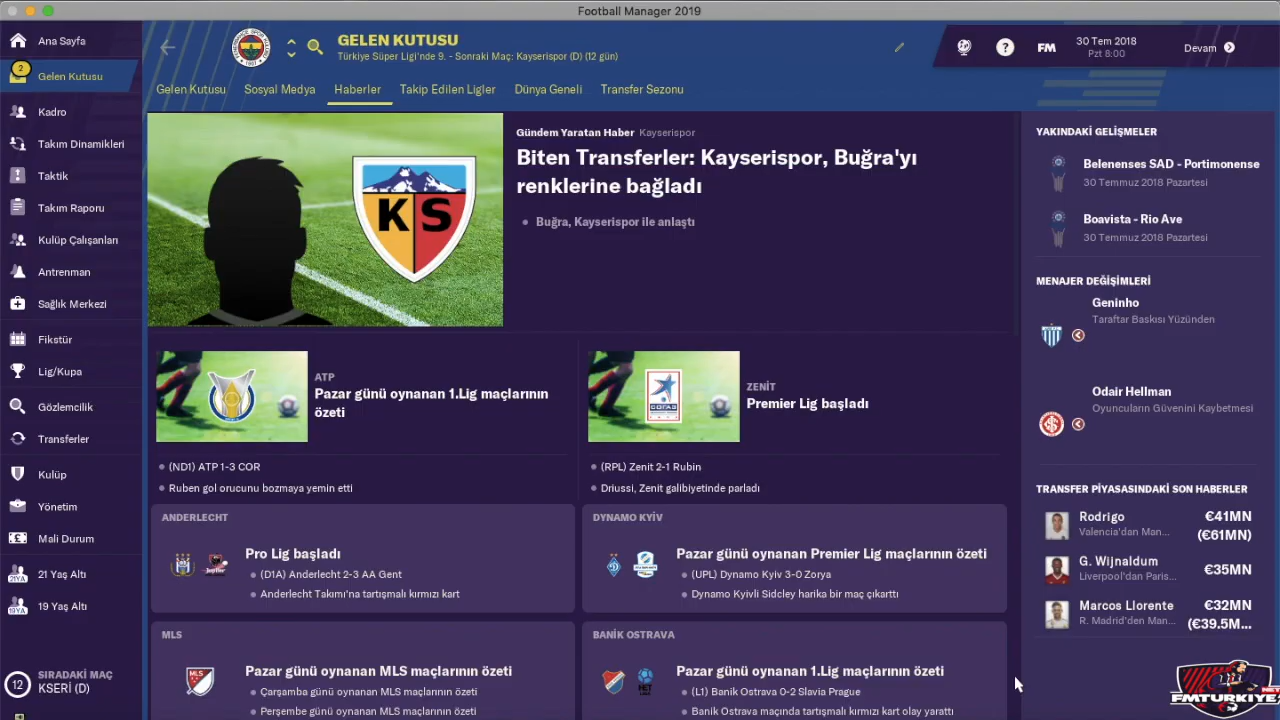 Football Manager 2019
Ana Sayfa
2
Gelen Kutusu
Kadro
Takım Dinamikleri
Taktik
Takım Raporu
Kulüp Çalışanları
Antrenman
Sağlık Merkezi
Fikstür
Lig/Kupa
Gözlemcilik
Transferler
Kulüp
Yönetim
Mali Durum
21YA
21 Yaş Altı
19YA
19 Yaş Altı
12
SIRADAKİ MAÇ
KSERİ (D)
GELEN KUTUSU
Türkiye Süper Ligi'nde 9. - Sonraki Maç: Kayserispor (D) (12 gün)
? FM
30 Tem 2018
Pzt 8:00
Devam
Gelen Kutusu Sosyal Medya Haberler Takip Edilen Ligler Dünya Geneli Transfer Sezonu
KS
Gündem Yaratan Haber Kayserispor
Biten Transferler: Kayserispor, Buğra'yı
renklerine bağladı
Buğra, Kayserispor ile anlaştı
ATP
Pazar günü oynanan 1.Lig maçlarının
özeti
(ND1) ATP 1-3 COR
Ruben gol orucunu bozmaya yemin etti
ZENİT
Premier Lig başladı
(RPL) Zenit 2-1 Rubin
Driussi, Zenit galibiyetinde parladı
ANDERLECHT
Pro Lig başladı
(D1A) Anderlecht 2-3 AA Gent
Anderlecht Takımı'na tartışmalı kırmızı kart
DYNAMO KYİV
Pazar günü oynanan Premier Lig maçlarının özeti
(UPL) Dynamo Kyiv 3-0 Zorya
Dynamo Kyivli Sidcley harika bir maç çıkarttı
MLS
MLS
Pazar günü oynanan MLS maçlarının özeti
Çarşamba günü oynanan MLS maçlarının özeti
Perşembe günü oynanan MLS maçlarının özeti
BANİK OSTRAVA
Pazar günü oynanan 1.Lig maçlarının özeti
(L1) Banik Ostrava 0-2 Slavia Prague
Banik Ostrava maçında tartışmalı kırmızı kart olay yarattı
YAKINDAKİ GELİŞMELER
Belenenses SAD - Portimonense
30 Temmuz 2018 Pazartesi
Boavista - Rio Ave
30 Temmuz 2018 Pazartesi
MENAJER DEĞİŞİMLERİ
Geninho
Taraftar Baskısı Yüzünden
Odair Hellman
Oyuncuların Güvenini Kaybetmesi
TRANSFER PİYASASINDAKİ SON HABERLER
Rodrigo €41MN
Valencia'dan Man... (€61MN)
G. Wijnaldum
Liverpool'dan Paris... €35MN
Marcos Llorente €32MN
R. Madrid'den Man... (€39.5M...
FMTURKIYE
NET